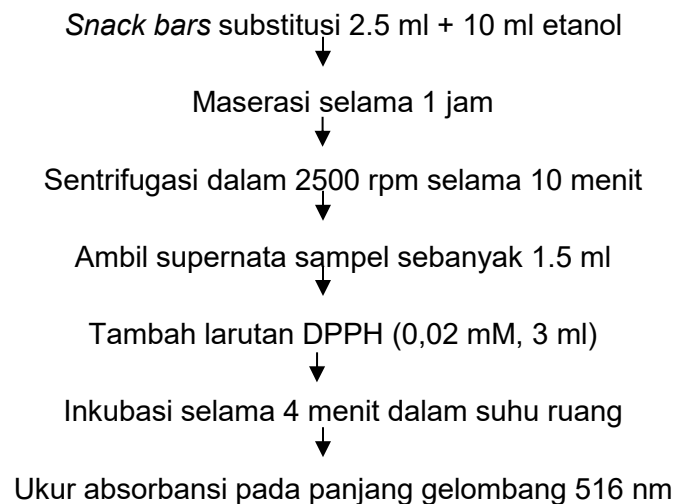 Snack bars substitusi 2.5 ml + 10 ml etanol
Maserasi selama 1 jam
Sentrifugasi dalam 2500 rpm selama 10 menit
Ambil supernata sampel sebanyak 1.5 ml
Tambah larutan DPPH (0,02 mM, 3 ml)
Inkubasi selama 4 menit dalam suhu ruang
Ukur absorbansi pada panjang gelombang 516 nm